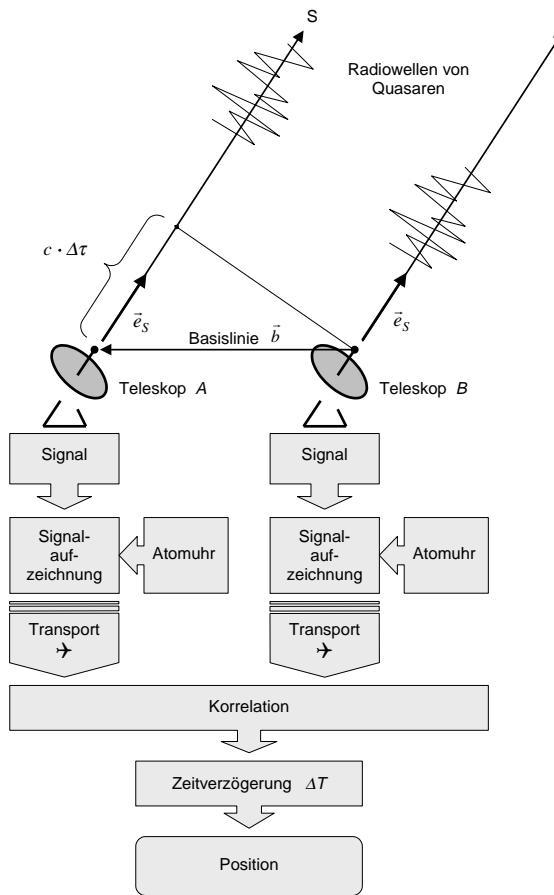 S
Radiowellen von
Quasaren
c · Δτ
e⃗S
e⃗S
Basislinie b⃗
Teleskop A
Teleskop B
Signal
Signal
Signal-
auf-
zeichnung
Atomuhr
Signal-
auf-
zeichnung
Atomuhr
Transport
✈
Transport
✈
Korrelation
Zeitverzögerung ΔT
Position